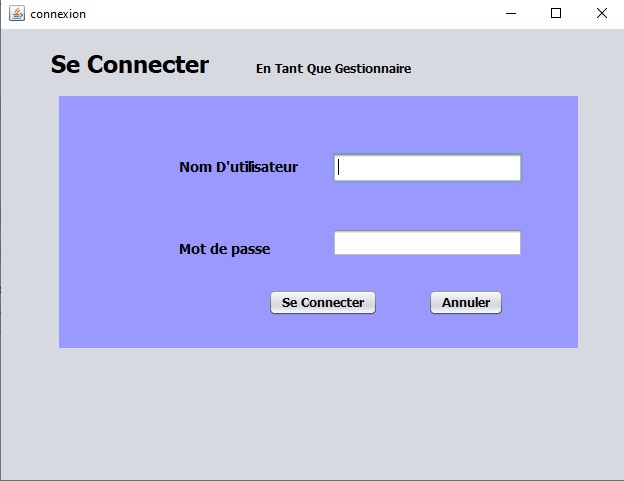 connexion
Se Connecter
En Tant Que Gestionnaire
Nom D'utilisateur
Mot de passe
Se Connecter
Annuler